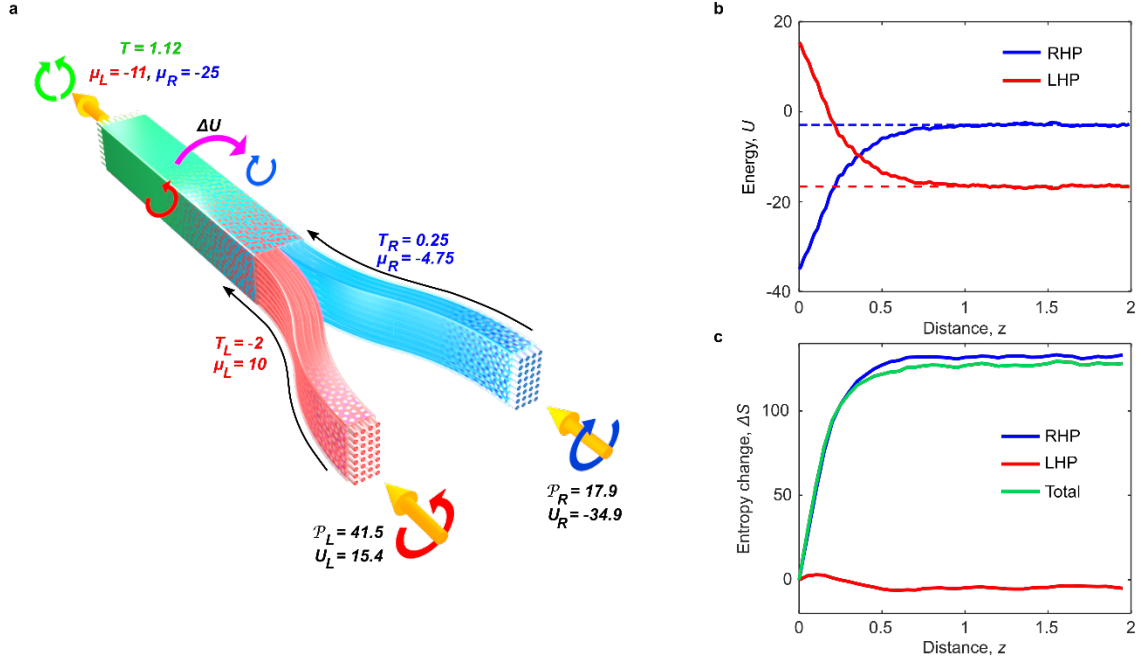 a
T = 1.12
μL = -11, μR = -25
ΔU
TR = 0.25
μR = -4.75
TL = -2
μL = 10
𝒫R = 17.9
UR = -34.9
𝒫L = 41.5
UL = 15.4
b
RHP
LHP
20
0
-20
-40
Energy, U
0
0.5
1
1.5
2
Distance, z
c
100
50
0
Entropy change, ΔS
RHP
LHP
Total
0
0.5
1
1.5
2
Distance, z